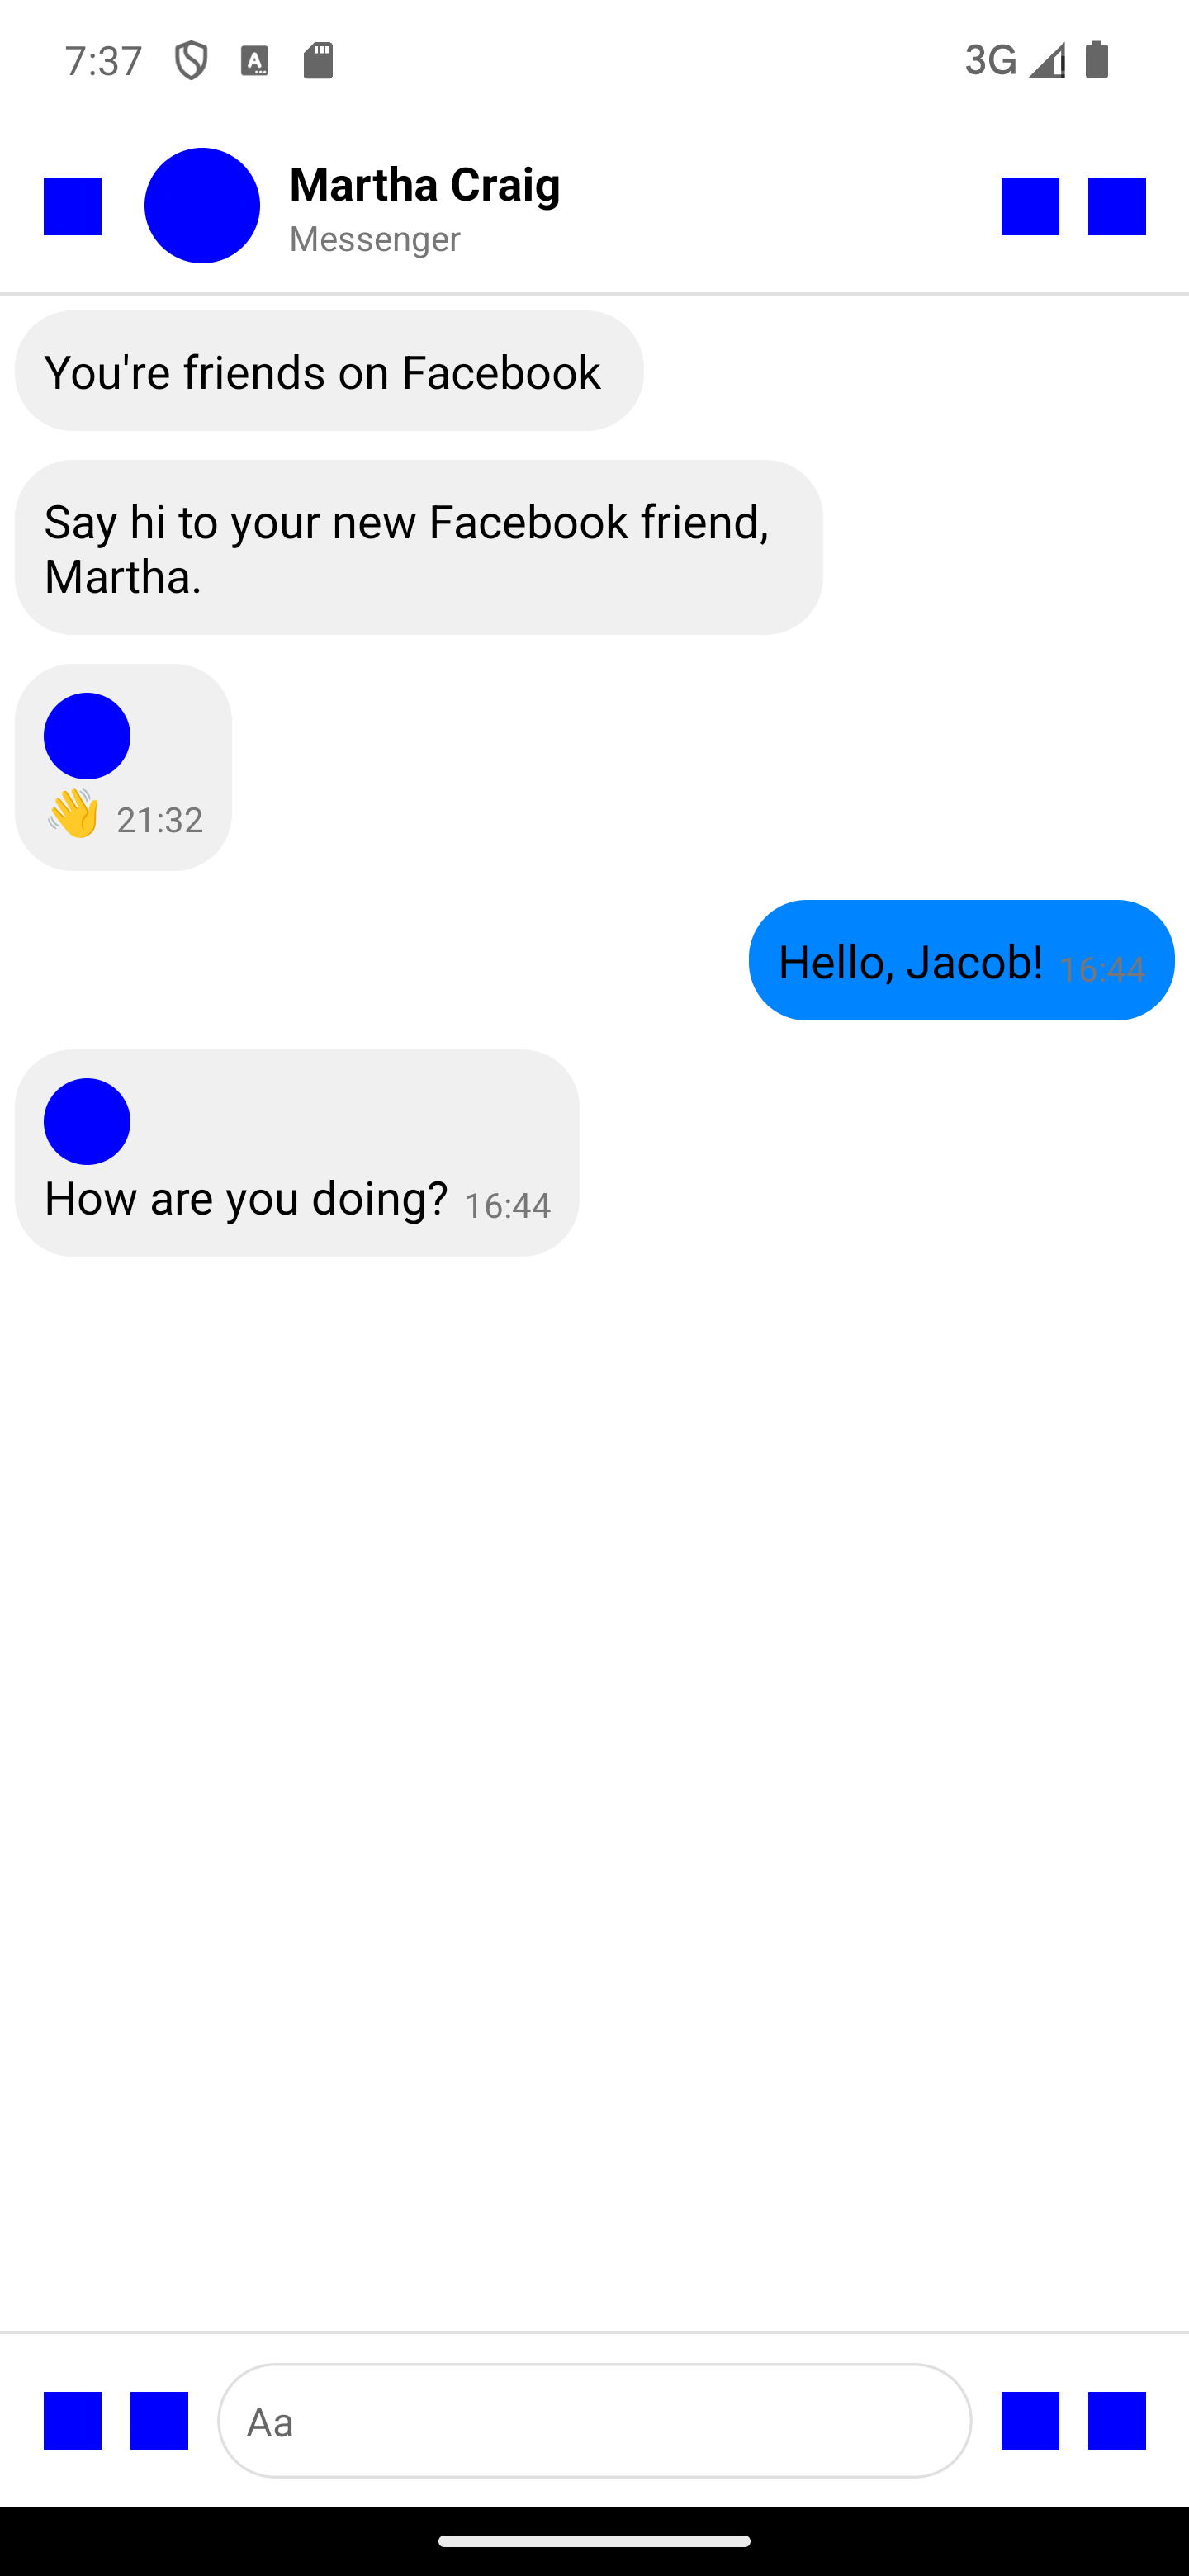 7:37
3G
Martha Craig
Messenger
You're friends on Facebook
Say hi to your new Facebook friend,
Martha.
👋 21:32
Hello, Jacob! 16:44
How are you doing? 16:44
Aa